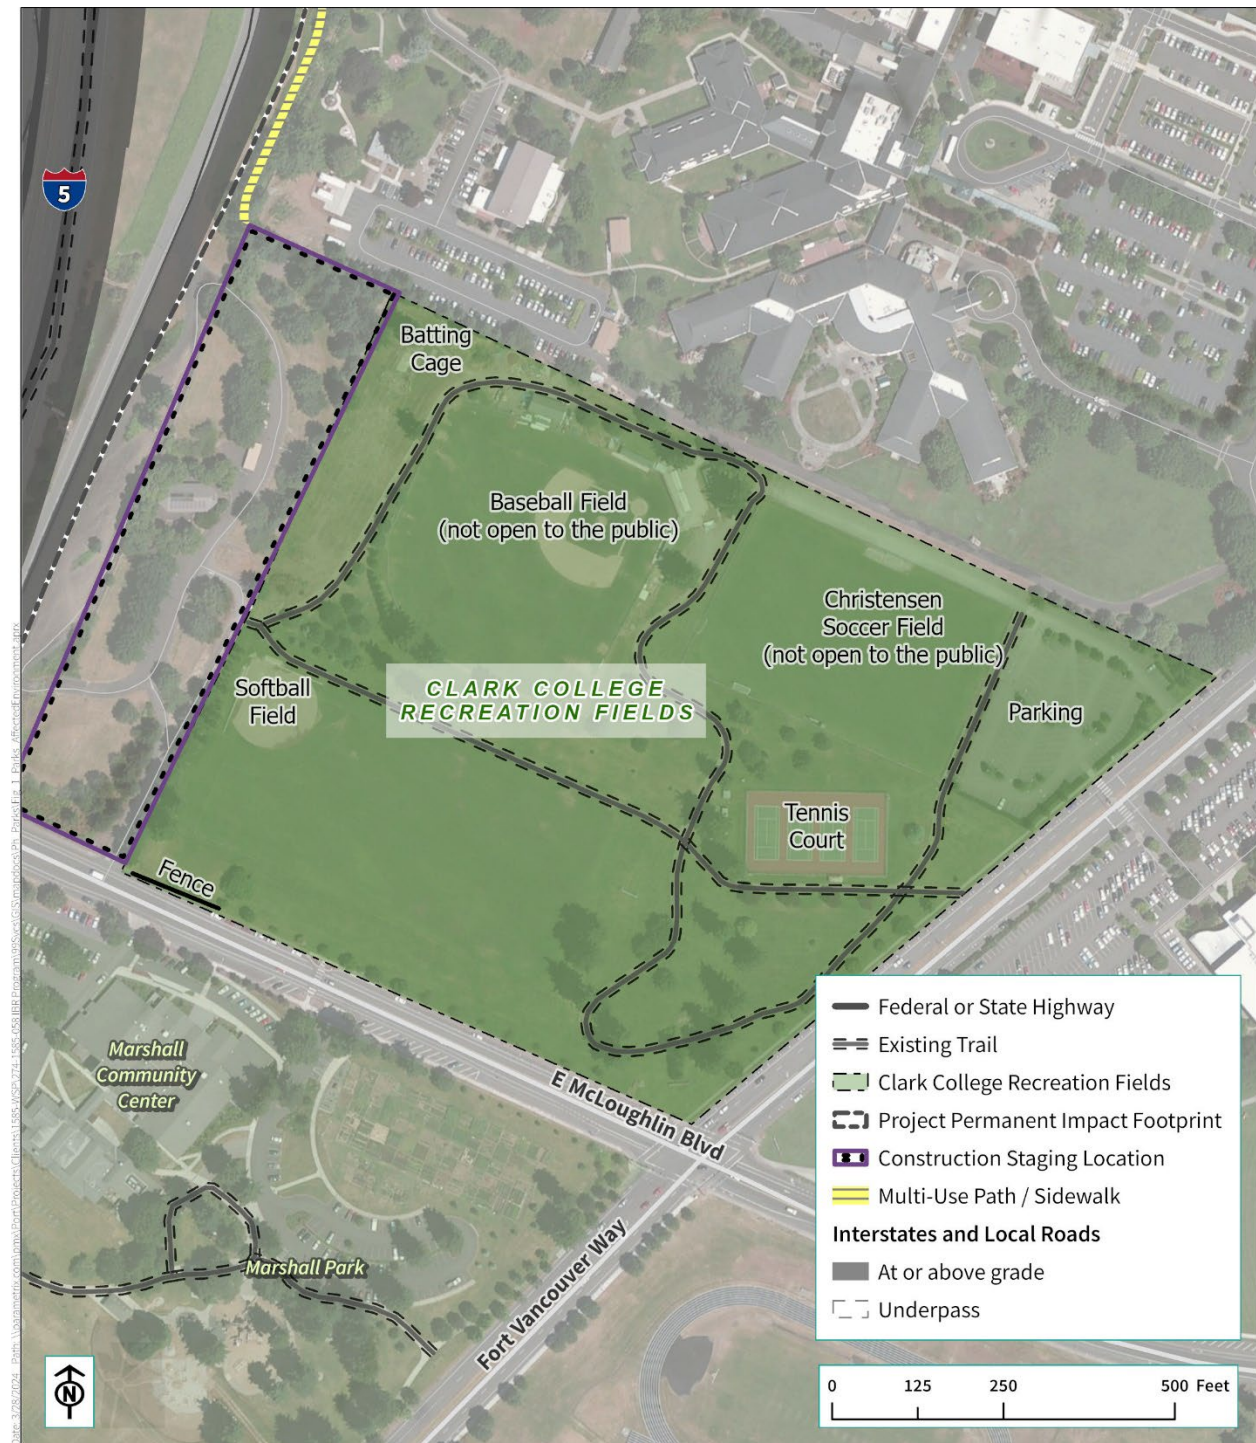 5
Batting
Cage
Baseball Field
(not open to the public)
Christensen
Soccer Field
(not open to the public)
CLARK COLLEGE
RECREATION FIELDS
Softball
Field
Parking
Tennis
Court
Fence
Marshall
Community
Center
E McLoughlin Blvd
Marshall Park
Fort Vancouver Way
Federal or State Highway
Existing Trail
Clark College Recreation Fields
Project Permanent Impact Footprint
Construction Staging Location
Multi-Use Path / Sidewalk
Interstates and Local Roads
At or above grade
Underpass
N
0 125 250 500 Feet